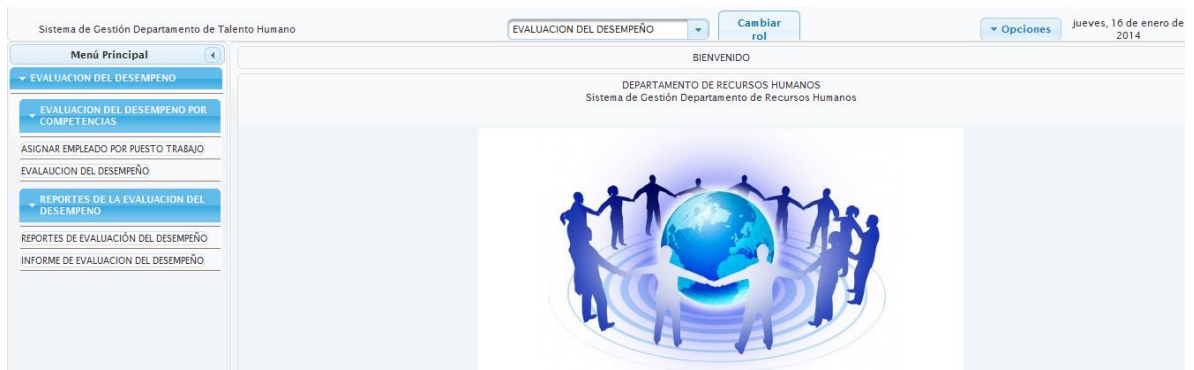 Sistema de Gestión Departamento de Talento Humano
EVALUACION DEL DESEMPEÑO
Cambiar
rol
Opciones
jueves, 16 de enero de
2014
Menú Principal
EVALUACION DEL DESEMPENO
EVALUACION DEL DESEMPENO POR
COMPETENCIAS
ASIGNAR EMPLEADO POR PUESTO TRABAJO
EVALAUCION DEL DESEMPEÑO
REPORTES DE LA EVALUACION DEL
DESEMPENO
REPORTES DE EVALUACIÓN DEL DESEMPEÑO
INFORME DE EVALUACION DEL DESEMPEÑO
BIENVENIDO
DEPARTAMENTO DE RECURSOS HUMANOS
Sistema de Gestión Departamento de Recursos Humanos